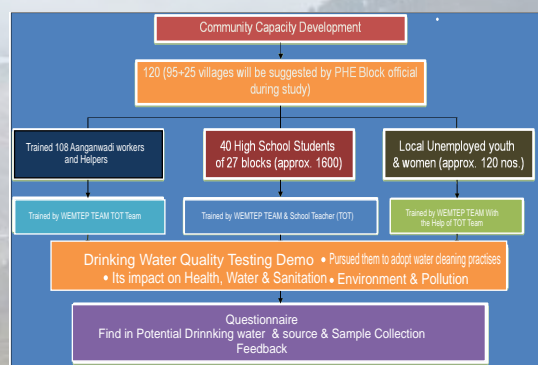 Community Capacity Development
120 (95+25 villages will be suggested by PHE Block official
during study)
Trained 108 Aanganwadi workers
and Helpers
40 High School Students
of 27 blocks (approx. 1600)
Local Unemployed youth
& women (approx. 120 nos.)
Trained by WEMTEP TEAM TOT Team
Trained by WEMTEP TEAM & School Teacher (TOT)
Trained by WEMTEP TEAM With
the Help of TOT Team
Drinking Water Quality Testing Demo • Pursued them to adopt water cleaning practises
• Its impact on Health, Water & Sanitation • Environment & Pollution
Questionnaire
Find in Potential Drinnking water & source & Sample Collection
Feedback